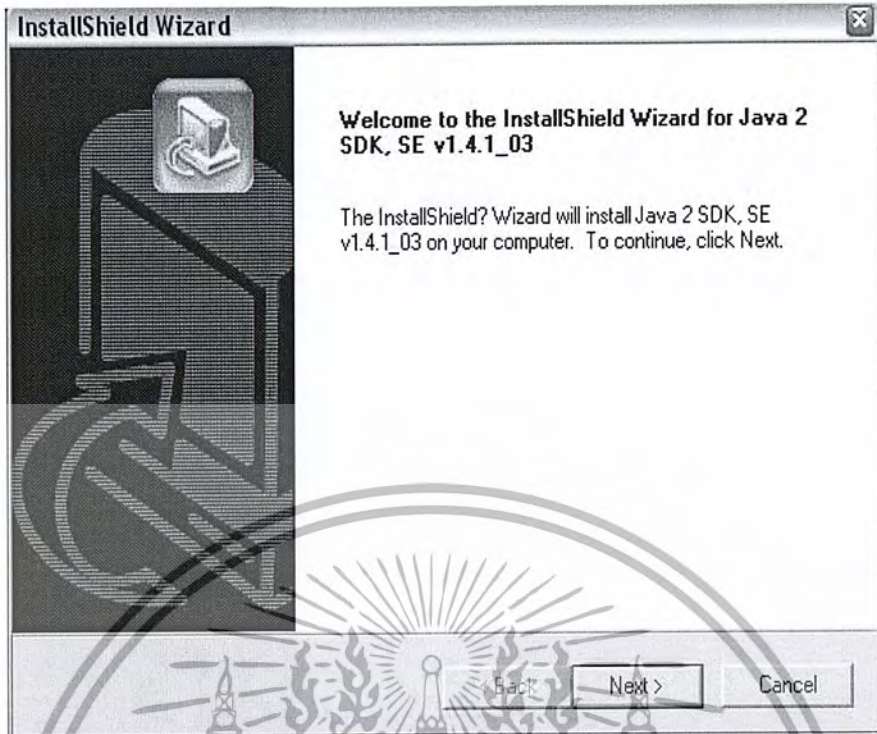 InstallShield Wizard
Welcome to the InstallShield Wizard for Java 2
SDK, SE v1.4.1_03
The InstallShield? Wizard will install Java 2 SDK, SE
v1.4.1_03 on your computer. To continue, click Next.
< Back
Next >
Cancel